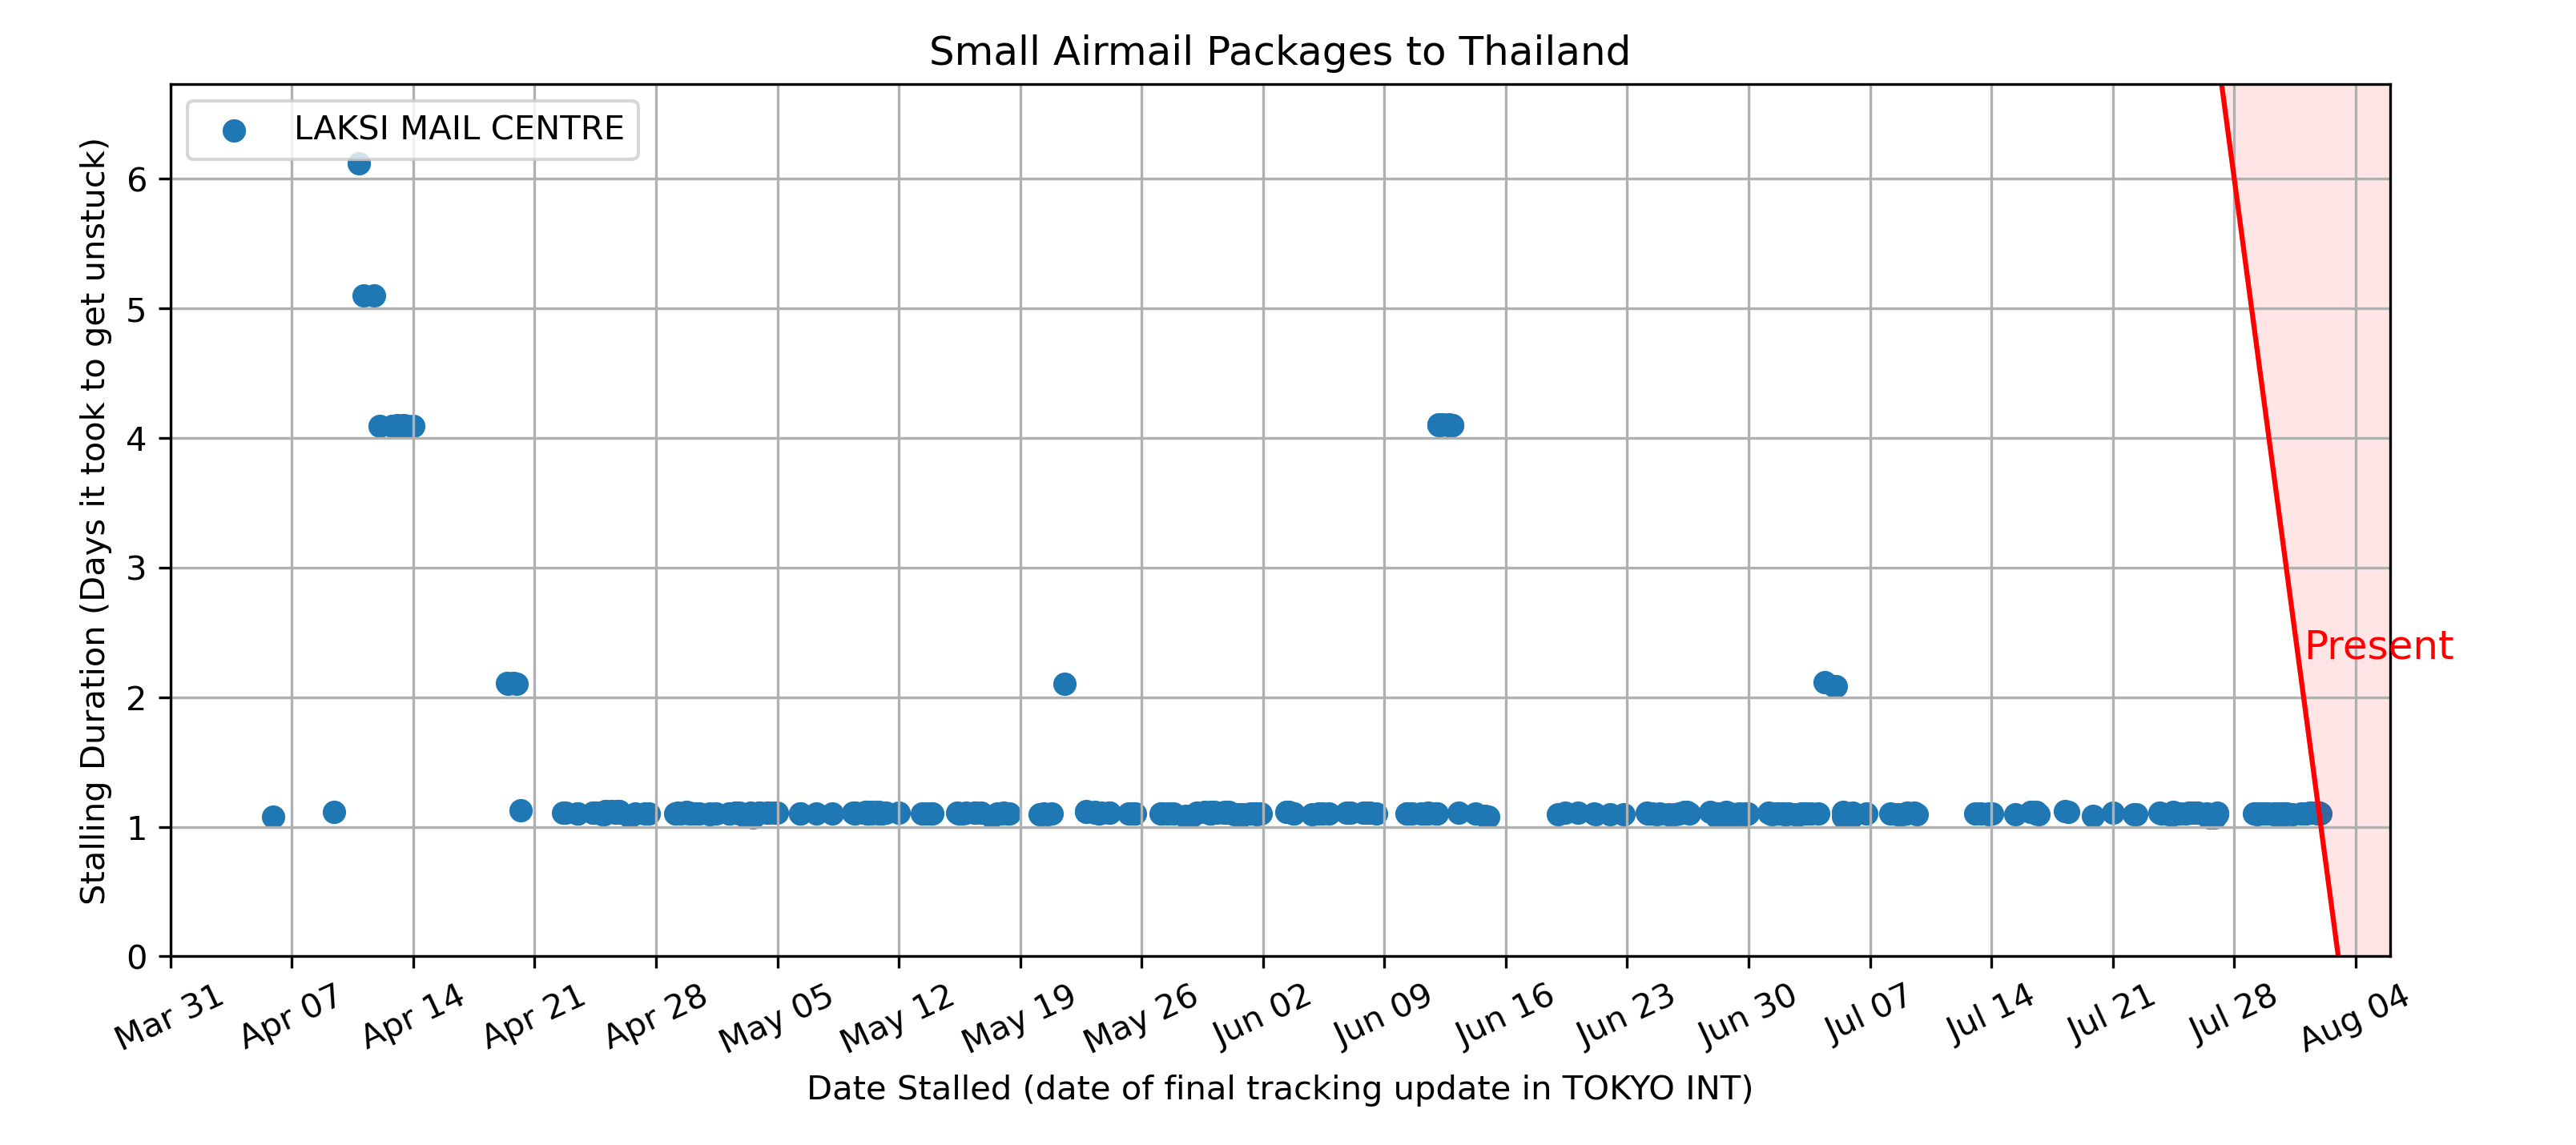 Small Airmail Packages to Thailand
LAKSI MAIL CENTRE
Stalling Duration (Days it took to get unstuck)
6
5
4
3
2
1
0
Present
Mar 31
Apr 07
Apr 14
Apr 21
Apr 28
May 05
May 12
May 19
May 26
Jun 02
Jun 09
Jun 16
Jun 23
Jun 30
Jul 07
Jul 14
Jul 21
Jul 28
Aug 04
Date Stalled (date of final tracking update in TOKYO INT)